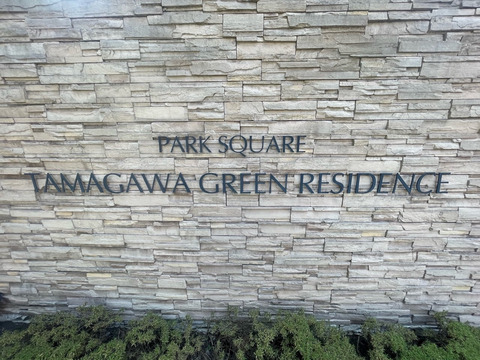 PARK SQUARE
TAMAGAWA GREEN RESIDENCE